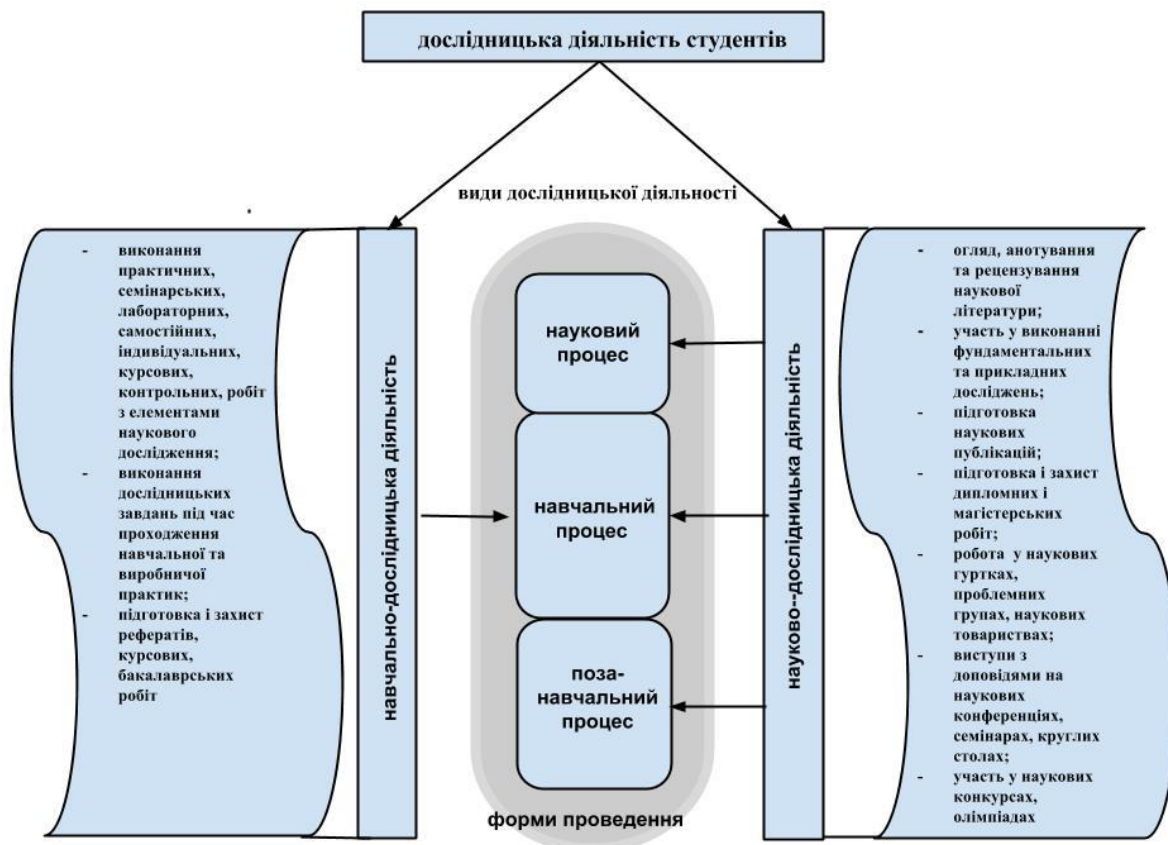 дослідницька діяльність студентів
види дослідницької діяльності
- виконання
практичних,
семінарських,
лабораторних,
самостійних,
індивідуальних,
курсових,
контрольних, робіт
з елементами
наукового
дослідження;
- виконання
дослідницьких
завдань під час
проходження
навчальної та
виробничої
практик;
- підготовка і захист
рефератів,
курсових,
бакалаврських
робіт
навчально-дослідницька діяльність
науковий
процес
навчальний
процес
поза-
навчальний
процес
форми проведення
науково--дослідницька діяльність
- огляд, анотування
та рецензування
наукової
літератури;
- участь у виконанні
фундаментальних
та прикладних
досліджень;
- підготовка
наукових
публікацій;
- підготовка і захист
дипломних і
магістерських
робіт;
- робота у наукових
гуртках,
проблемних
групах, наукових
товариствах;
- виступи з
доповідями на
наукових
конференціях,
семінарах, круглих
столах;
- участь у наукових
конкурсах,
олімпіадах